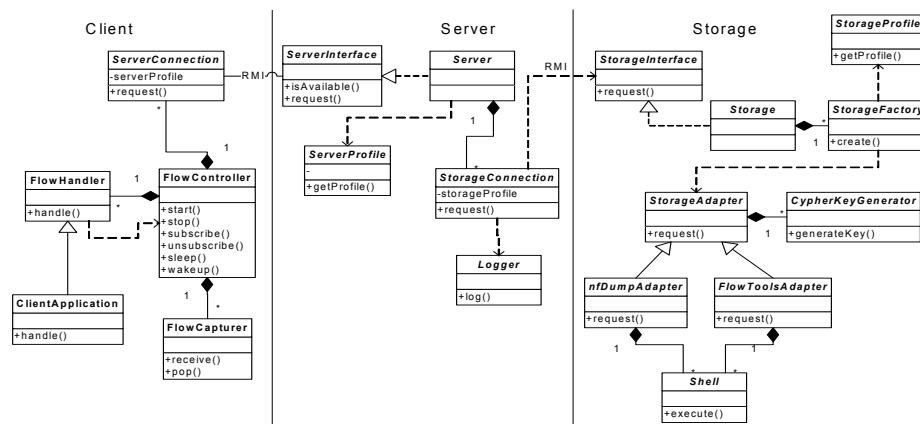 Client
ServerConnection
-serverProfile
+request()
*
1
FlowHandler
+handle()
1
*
FlowController
+start()
+stop()
+subscribe()
+unsubscribe()
+sleep()
+wakeup()
1
*
ClientApplication
+handle()
FlowCapturer
+receive()
+pop()
RMI
Server
ServerInterface
+isAvailable()
+request()
Server
1
*
ServerProfile
-
+getProfile()
StorageConnection
-storageProfile
+request()
Logger
+log()
RMI
Storage
StorageProfile
+getProfile()
StorageInterface
+request()
Storage
1
*
StorageFactory
+create()
StorageAdapter
+request()
1
*
CypherKeyGenerator
+generateKey()
nfDumpAdapter
+request()
1
*
FlowToolsAdapter
+request()
1
*
Shell
+execute()